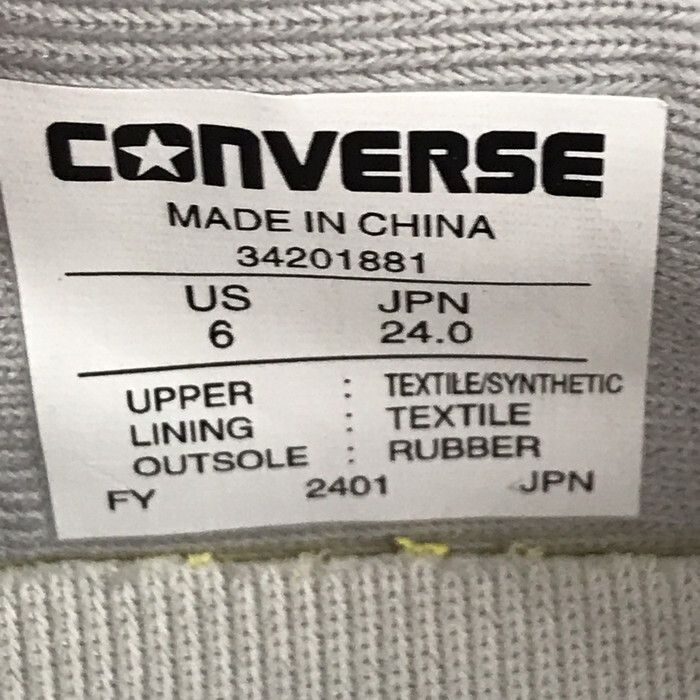 CONVERSE
MADE IN CHINA
34201881
US JPN
6 24.0
UPPER : TEXTILE/SYNTHETIC
LINING : TEXTILE
OUTSOLE : RUBBER
FY 2401 JPN